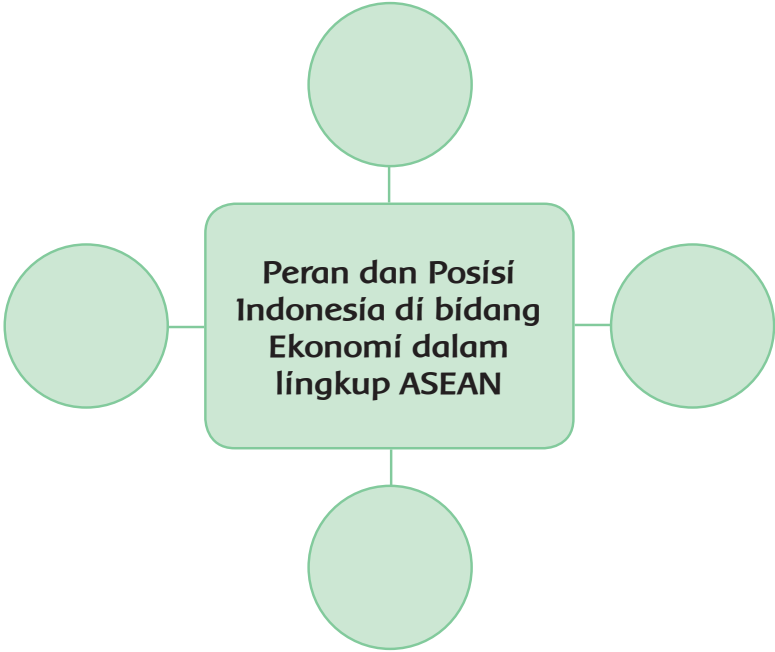 Peran dan Posisi
Indonesia di bidang
Ekonomi dalam
lingkup ASEAN